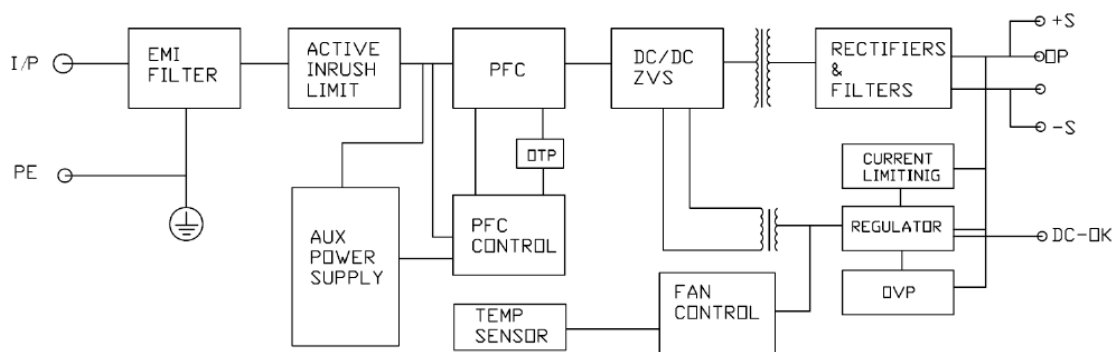 I/P
EMI
FILTER
ACTIVE
INRUSH
LIMIT
PFC
DC/DC
ZVS
RECTIFIERS
&
FILTERS
+S
OP
-S
PE
OTP
CURRENT
LIMITINIG
AUX
POWER
SUPPLY
PFC
CONTROL
REGULATOR
DC-OK
OVP
FAN
CONTROL
TEMP
SENSOR